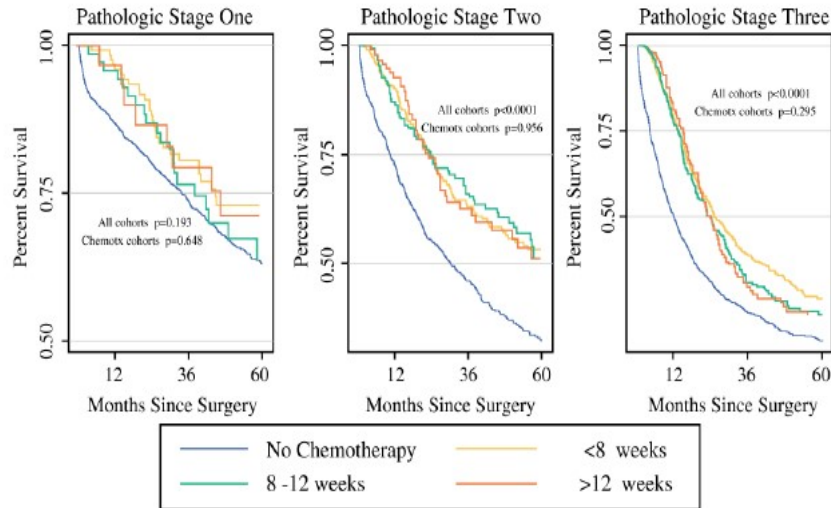 Pathologic Stage One
Percent Survival
1.00
0.75
0.50
All cohorts p=0.193
Chemotx cohorts p=0.648
12 36 60
Months Since Surgery
Pathologic Stage Two
Percent Survival
1.00
0.75
0.50
All cohorts p<0.0001
Chemotx cohorts p=0.956
12 36 60
Months Since Surgery
Pathologic Stage Three
Percent Survival
1.00
0.75
0.50
All cohorts p<0.0001
Chemotx cohorts p=0.295
12 36 60
Months Since Surgery
No Chemotherapy <8 weeks
8 -12 weeks >12 weeks